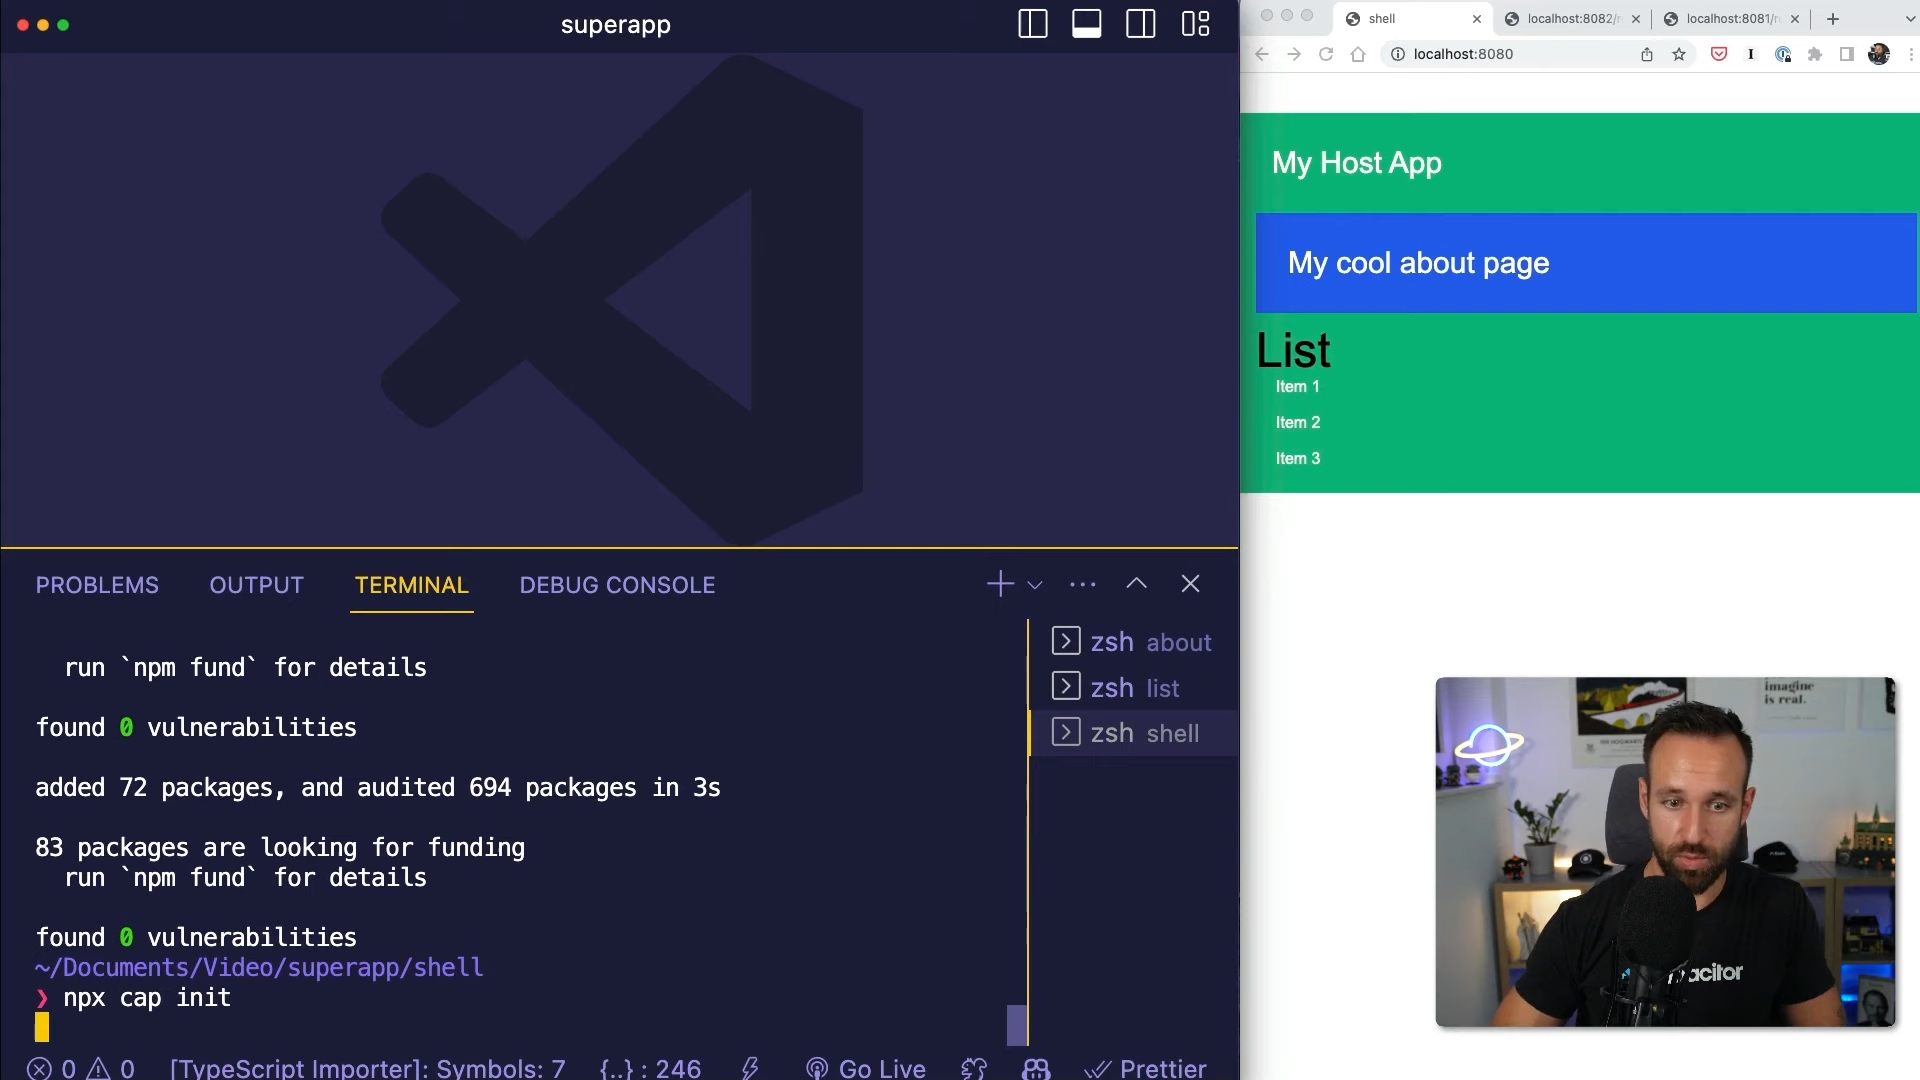 superapp
shell
localhost:8082/r
localhost:8081/r
localhost:8080
My Host App
My cool about page
List
Item 1
Item 2
Item 3
PROBLEMS
OUTPUT
TERMINAL
DEBUG CONSOLE
run `npm fund` for details
found 0 vulnerabilities
added 72 packages, and audited 694 packages in 3s
83 packages are looking for funding
run `npm fund` for details
found 0 vulnerabilities
~/Documents/Video/superapp/shell
❯ npx cap init
zsh about
zsh list
zsh shell
0 0 [TypeScript Importer]: Symbols: 7 {..} : 246 Go Live Prettier
imagine
is real.
acitor